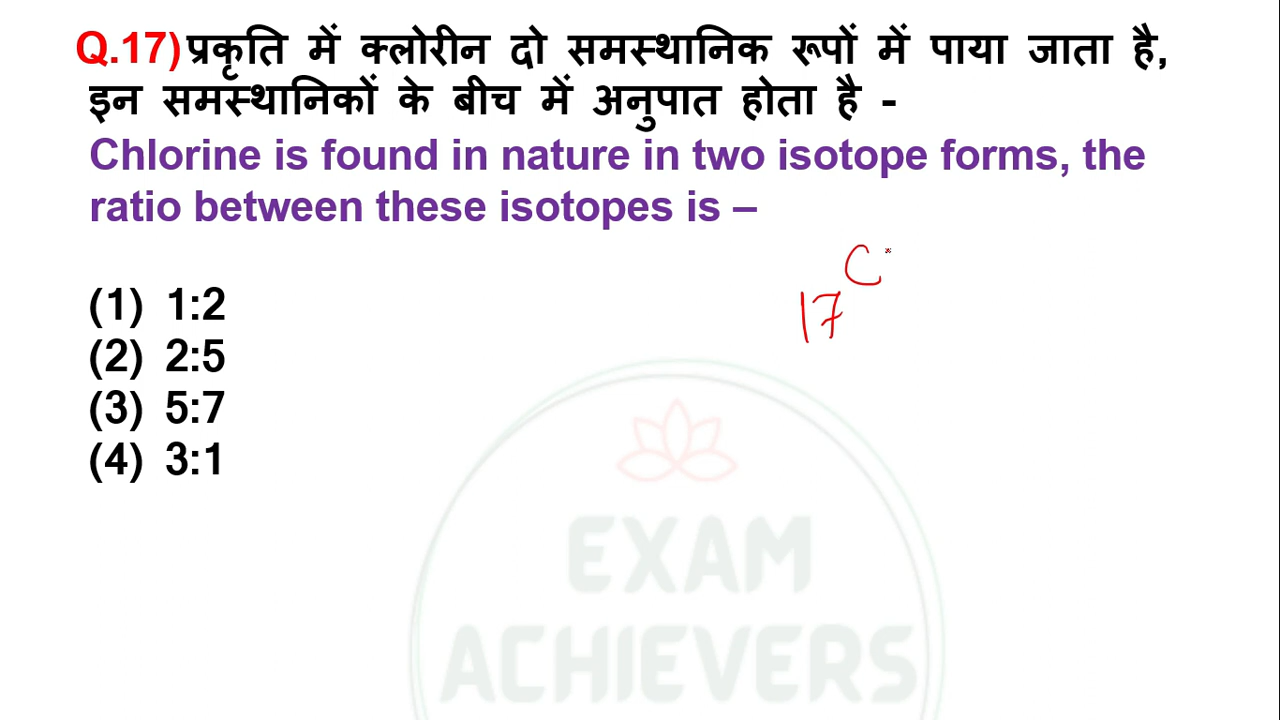 Q.17) प्रकृति में क्लोरीन दो समस्थानिक रूपों में पाया जाता है,
इन समस्थानिकों के बीच में अनुपात होता है -
Chlorine is found in nature in two isotope forms, the
ratio between these isotopes is –
C
17
(1) 1:2
(2) 2:5
(3) 5:7
(4) 3:1
EXAM
ACHIEVERS